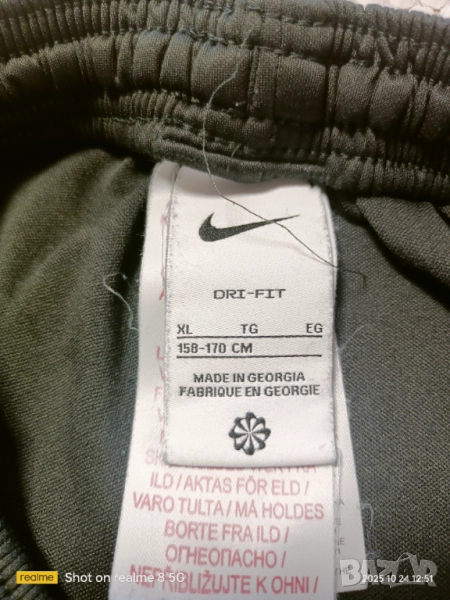 DRI-FIT
XL TG EG
158-170 CM
MADE IN GEORGIA
FABRIQUE EN GEORGIE
ILD / AKTAS FÖR ELD /
VARO TULTA / MÅ HOLDES
BORTE FRA ILD /
ОГНЕОПАСНО /
NEPŘIBLIŽUJTE K OHNI /
realme Shot on realme 8 5G
2025 10 24 12:51
BAZAR.bg